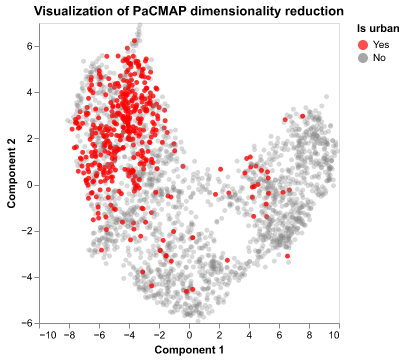 Visualization of PaCMAP dimensionality reduction
Is urban
Yes
No
6
4
2
0
−2
−4
−6
Component 2
−10 −8 −6 −4 −2 0 2 4 6 8 10
Component 1